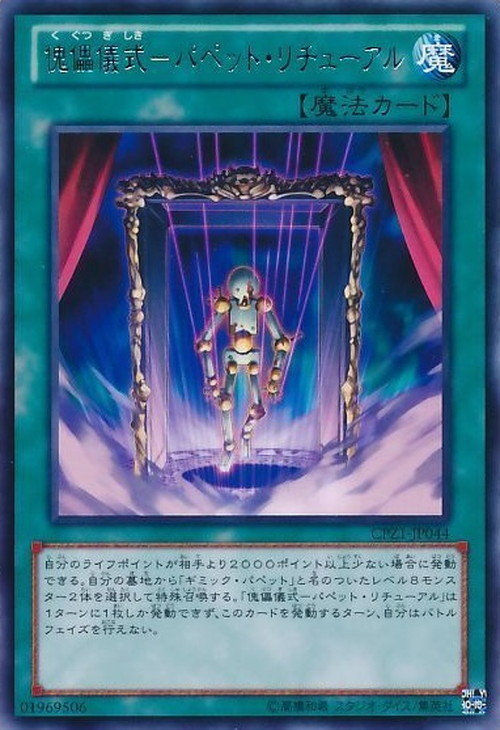 くぐつぎしき
傀儡儀式－パペット・リチューアル
魔
【魔法カード】
CPZ1-JP044
自分のライフポイントが相手より2000ポイント以上少ない場合に発動
できる。自分の墓地から「ギミック・パペット」と名のついたレベル8モンス
ター2体を選択して特殊召喚する。「傀儡儀式－パペット・リチューアル」は
1ターンに1枚しか発動できず、このカードを発動するターン、自分はバトル
フェイズを行えない。
01969506
©高橋和希 スタジオ・ダイス/集英社